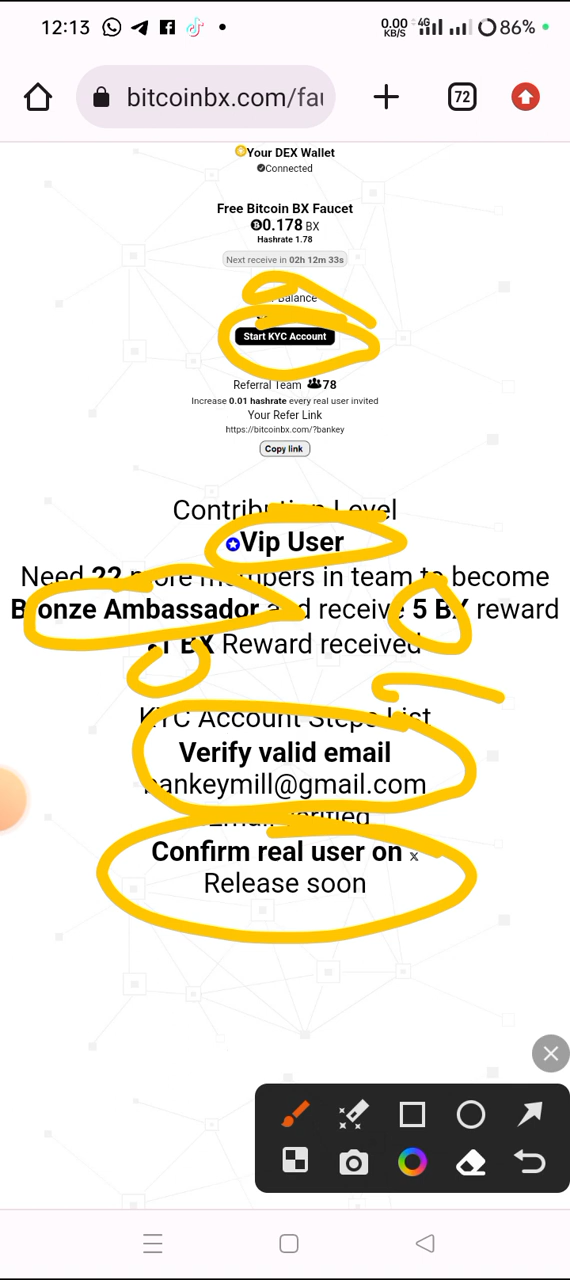 12:13 0.00 KB/S 4G 86%
bitcoinbx.com/fau
72
Your DEX Wallet
Connected
Free Bitcoin BX Faucet
0.178 BX
Hashrate 1.78
Next receive in 02h 12m 33s
Balance
Start KYC Account
Referral Team 78
Increase 0.01 hashrate every real user invited
Your Refer Link
https://bitcoinbx.com/?bankey
Copy link
Contribution Level
Vip User
Need 22 more members in team to become
Bronze Ambassador and receive 5 BX reward
1 BX Reward received
KYC Account Steps List
Verify valid email
bankeymill@gmail.com
Email verified
Confirm real user on X
Release soon